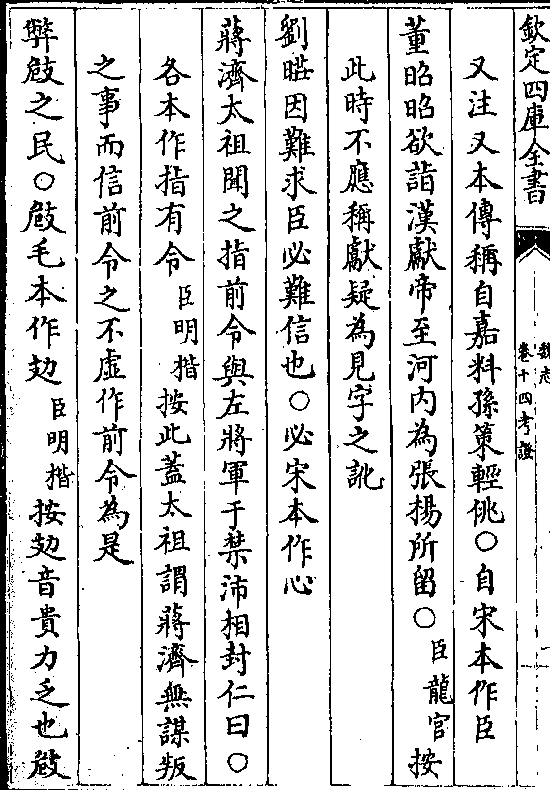 欽定四庫全書
魏志
卷十四考證
又注又本傳稱自嘉料孫策輕佻○自宋本作臣
董昭昭欲詣漢獻帝至河內為張揚所留○臣龍官按
此時不應稱獻疑為見字之訛
劉曄因難求臣必難信也○必宋本作心
蔣濟太祖聞之指前令與左將軍于禁沛相封仁曰○
各本作指有令臣明楷按此蓋太祖謂蔣濟無謀叛
之事而信前令之不虛作前令為是
弊㩻之民○㩻毛本作攰臣明楷按攰音貴力乏也㩻